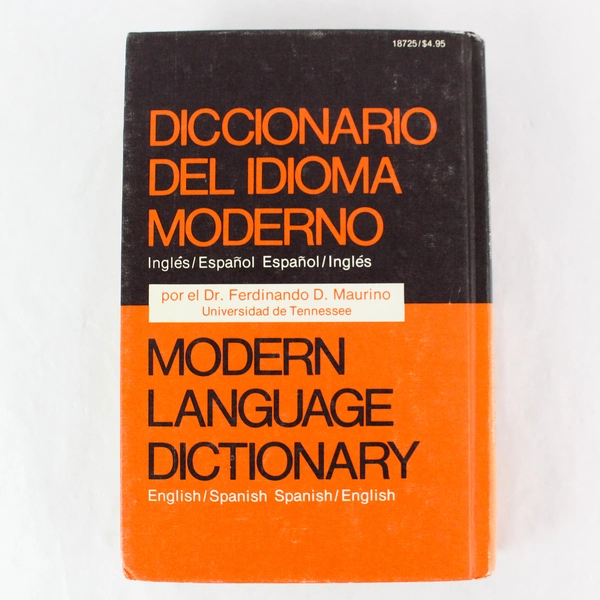 18725/$4.95
DICCIONARIO
DEL IDIOMA
MODERNO
Inglés/Español Español/Inglés
por el Dr. Ferdinando D. Maurino
Universidad de Tennessee
MODERN
LANGUAGE
DICTIONARY
English/Spanish Spanish/English